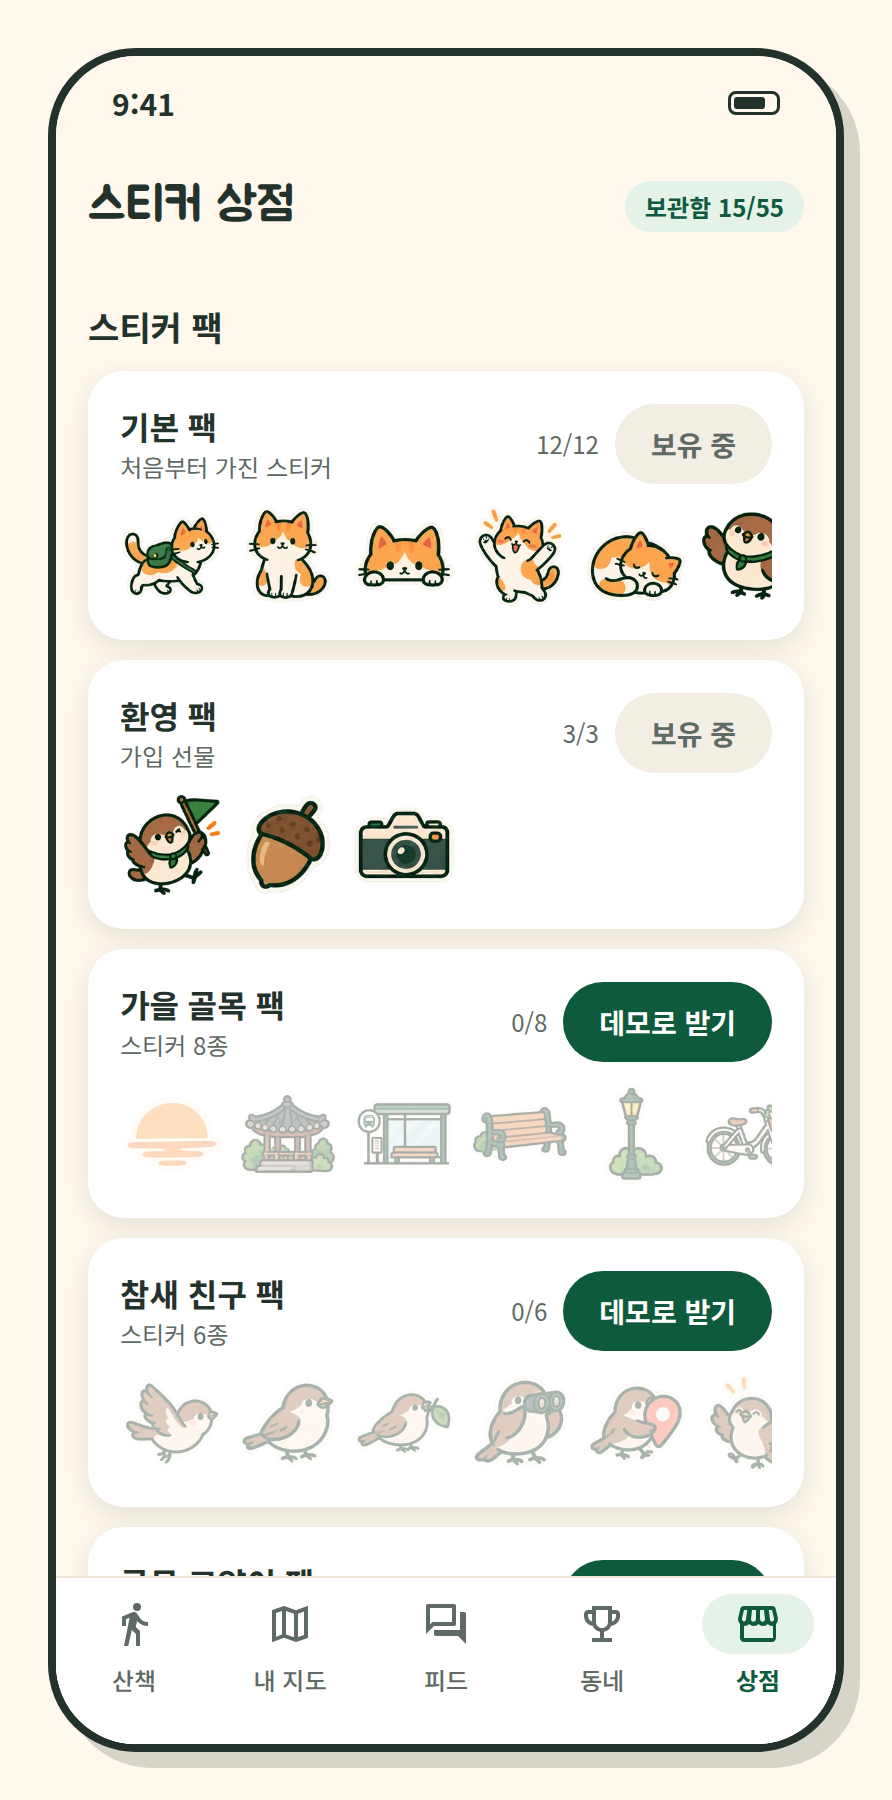 9:41
스티커 상점
보관함 15/55
스티커 팩
기본 팩
처음부터 가진 스티커
12/12
보유 중
환영 팩
가입 선물
3/3
보유 중
가을 골목 팩
스티커 8종
0/8
데모로 받기
참새 친구 팩
스티커 6종
0/6
데모로 받기
산책
내 지도
피드
동네
상점